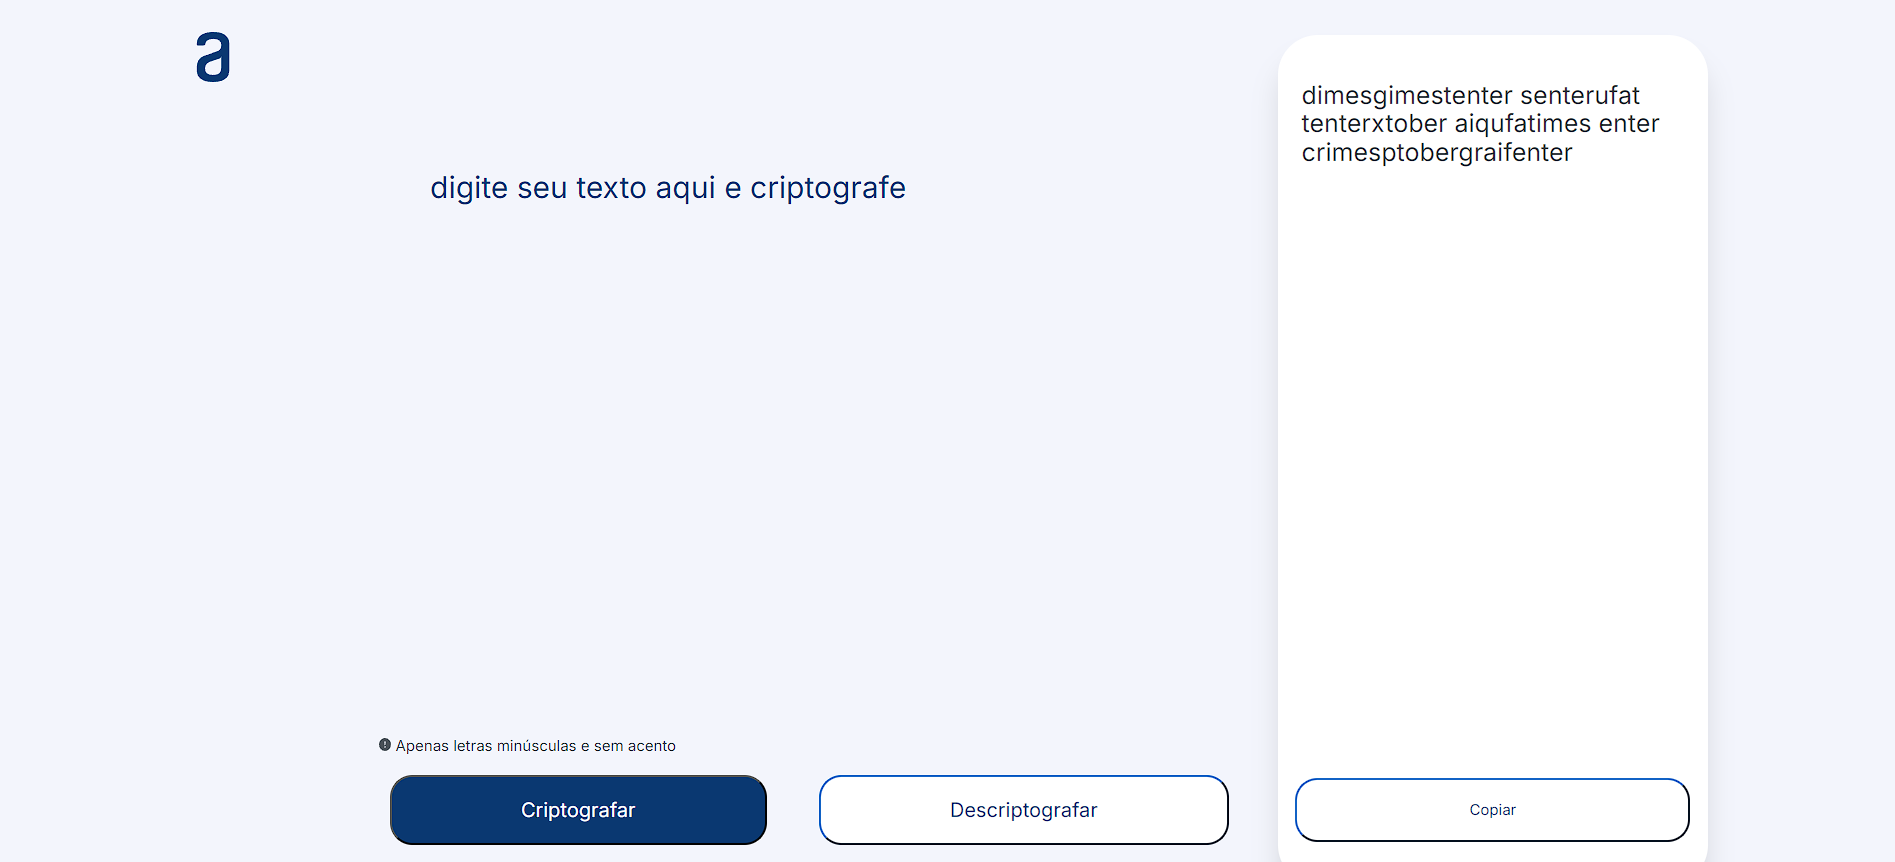 a
digite seu texto aqui e criptografe
Apenas letras minúsculas e sem acento
Criptografar
Descriptografar
dimesgimestenter senterufat
tenterxtober aiqufatimes enter
crimesptobergraifenter
Copiar